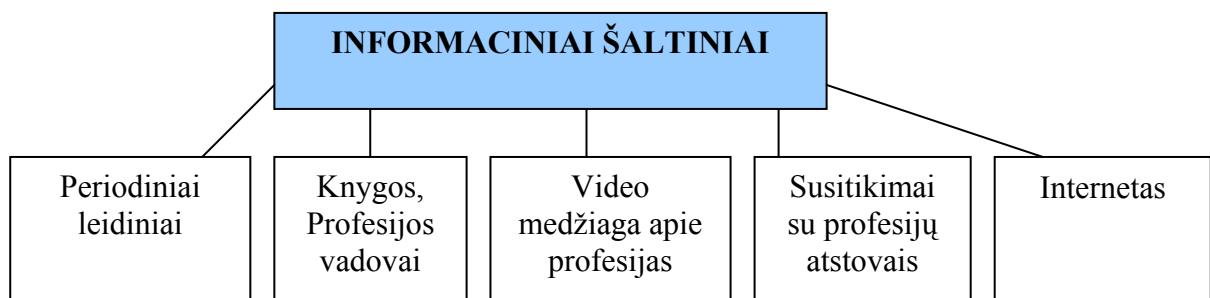 INFORMACINIAI ŠALTINIAI
Periodiniai
leidiniai
Knygos,
Profesijos
vadovai
Video
medžiaga apie
profesijas
Susitikimai
su profesijų
atstovais
Internetas